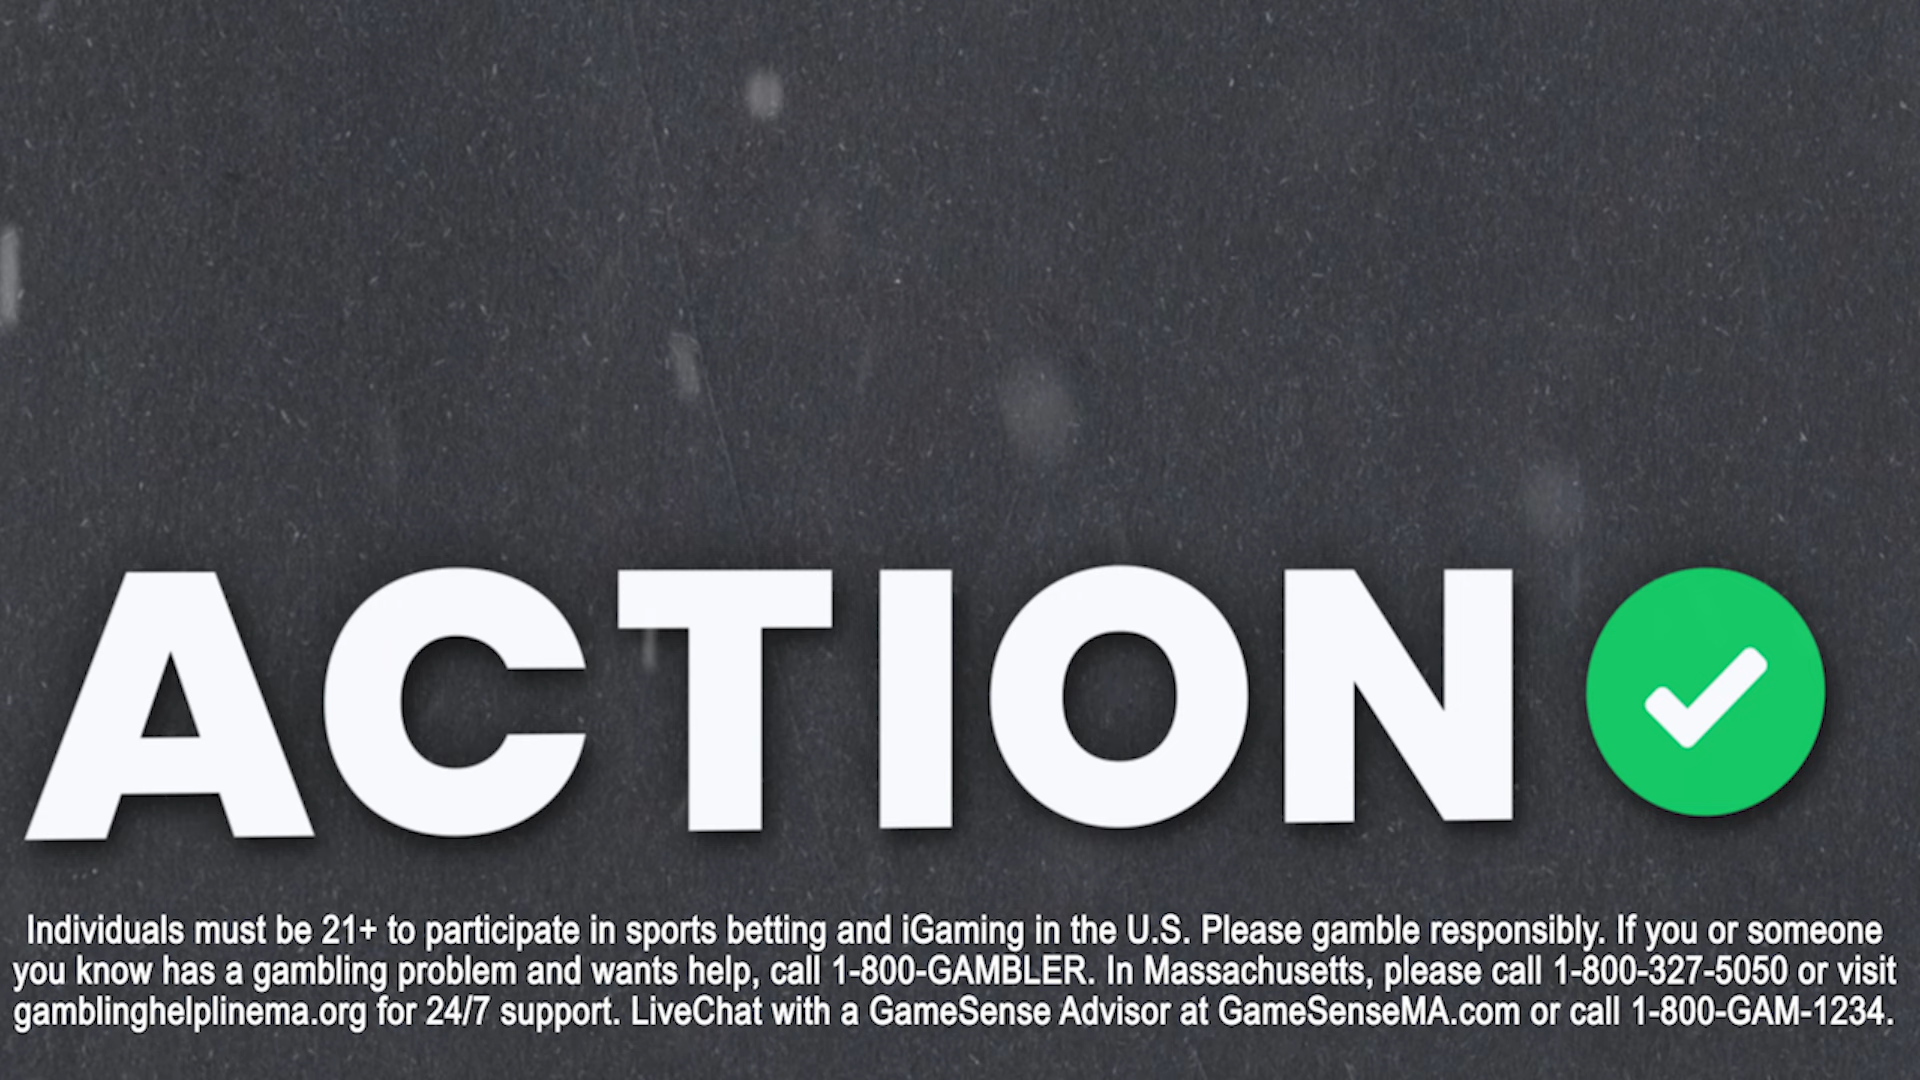 ACTION
Individuals must be 21+ to participate in sports betting and iGaming in the U.S. Please gamble responsibly. If you or someone
you know has a gambling problem and wants help, call 1-800-GAMBLER. In Massachusetts, please call 1-800-327-5050 or visit
gamblinghelplinema.org for 24/7 support. LiveChat with a GameSense Advisor at GameSenseMA.com or call 1-800-GAM-1234.